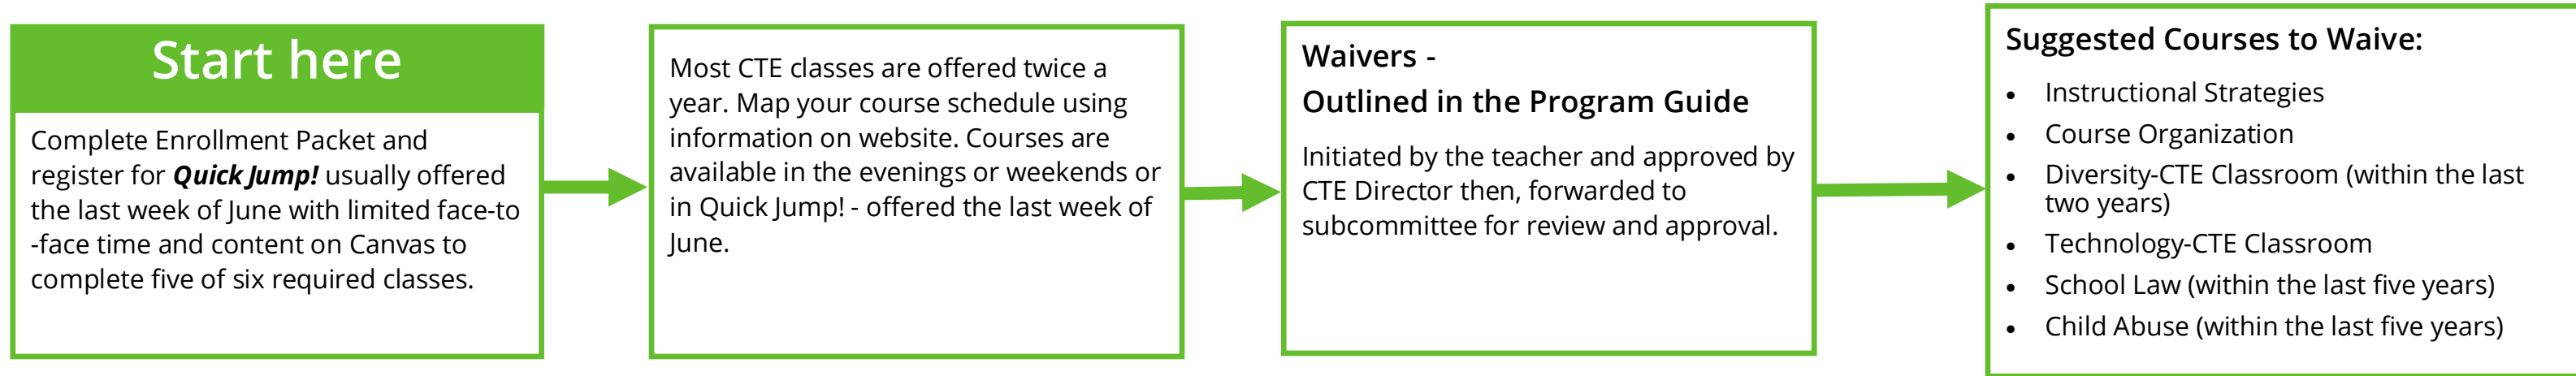 Start here
Complete Enrollment Packet and
register for Quick Jump! usually offered
the last week of June with limited face-to
-face time and content on Canvas to
complete five of six required classes.
Most CTE classes are offered twice a
year. Map your course schedule using
information on website. Courses are
available in the evenings or weekends or
in Quick Jump! - offered the last week of
June.
Waivers -
Outlined in the Program Guide
Initiated by the teacher and approved by
CTE Director then, forwarded to
subcommittee for review and approval.
Suggested Courses to Waive:
• Instructional Strategies
• Course Organization
• Diversity-CTE Classroom (within the last
two years)
• Technology-CTE Classroom
• School Law (within the last five years)
• Child Abuse (within the last five years)